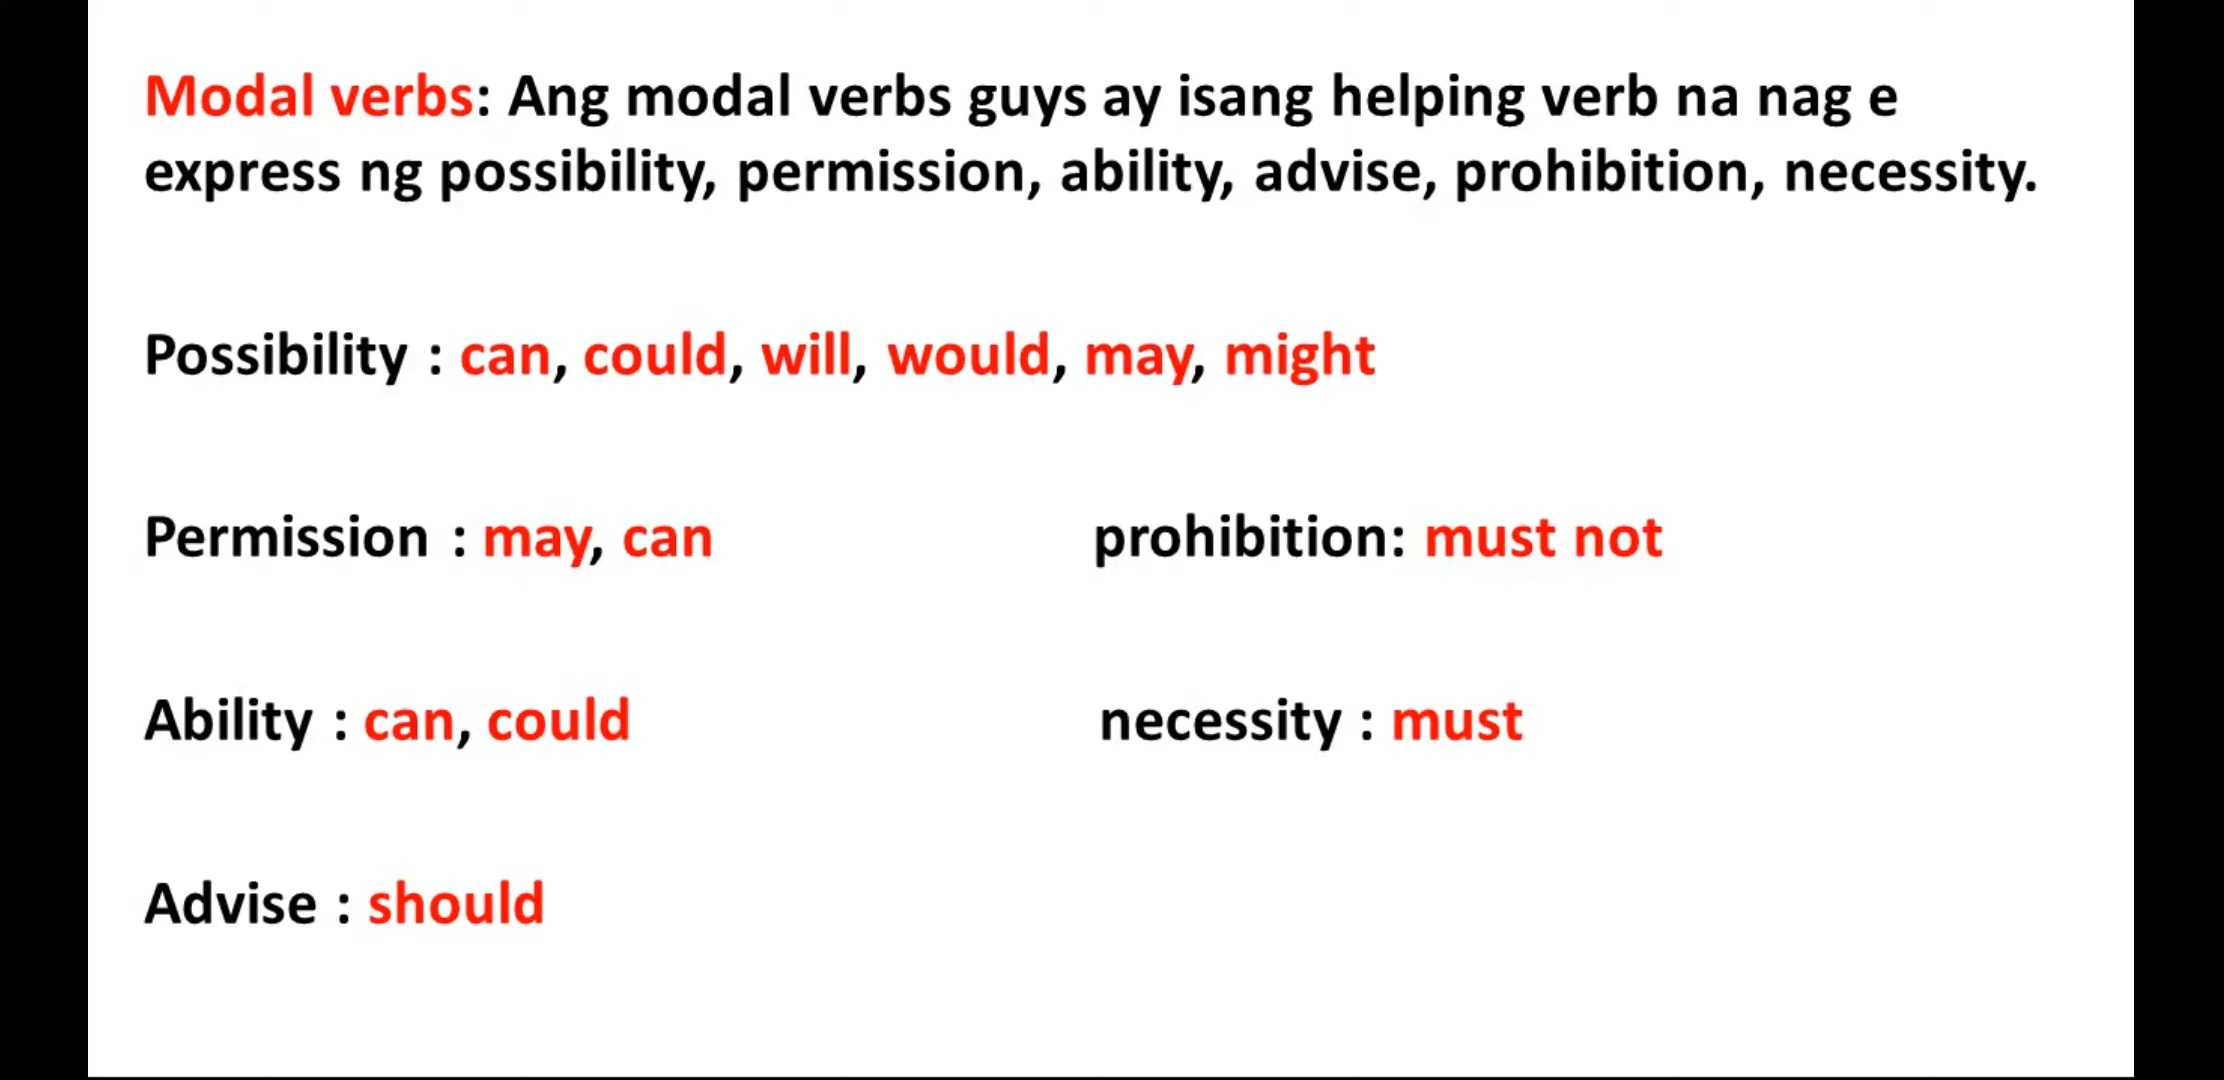 Modal verbs: Ang modal verbs guys ay isang helping verb na nag e
express ng possibility, permission, ability, advise, prohibition, necessity.
Possibility : can, could, will, would, may, might
Permission : may, can
prohibition: must not
Ability : can, could
necessity : must
Advise : should